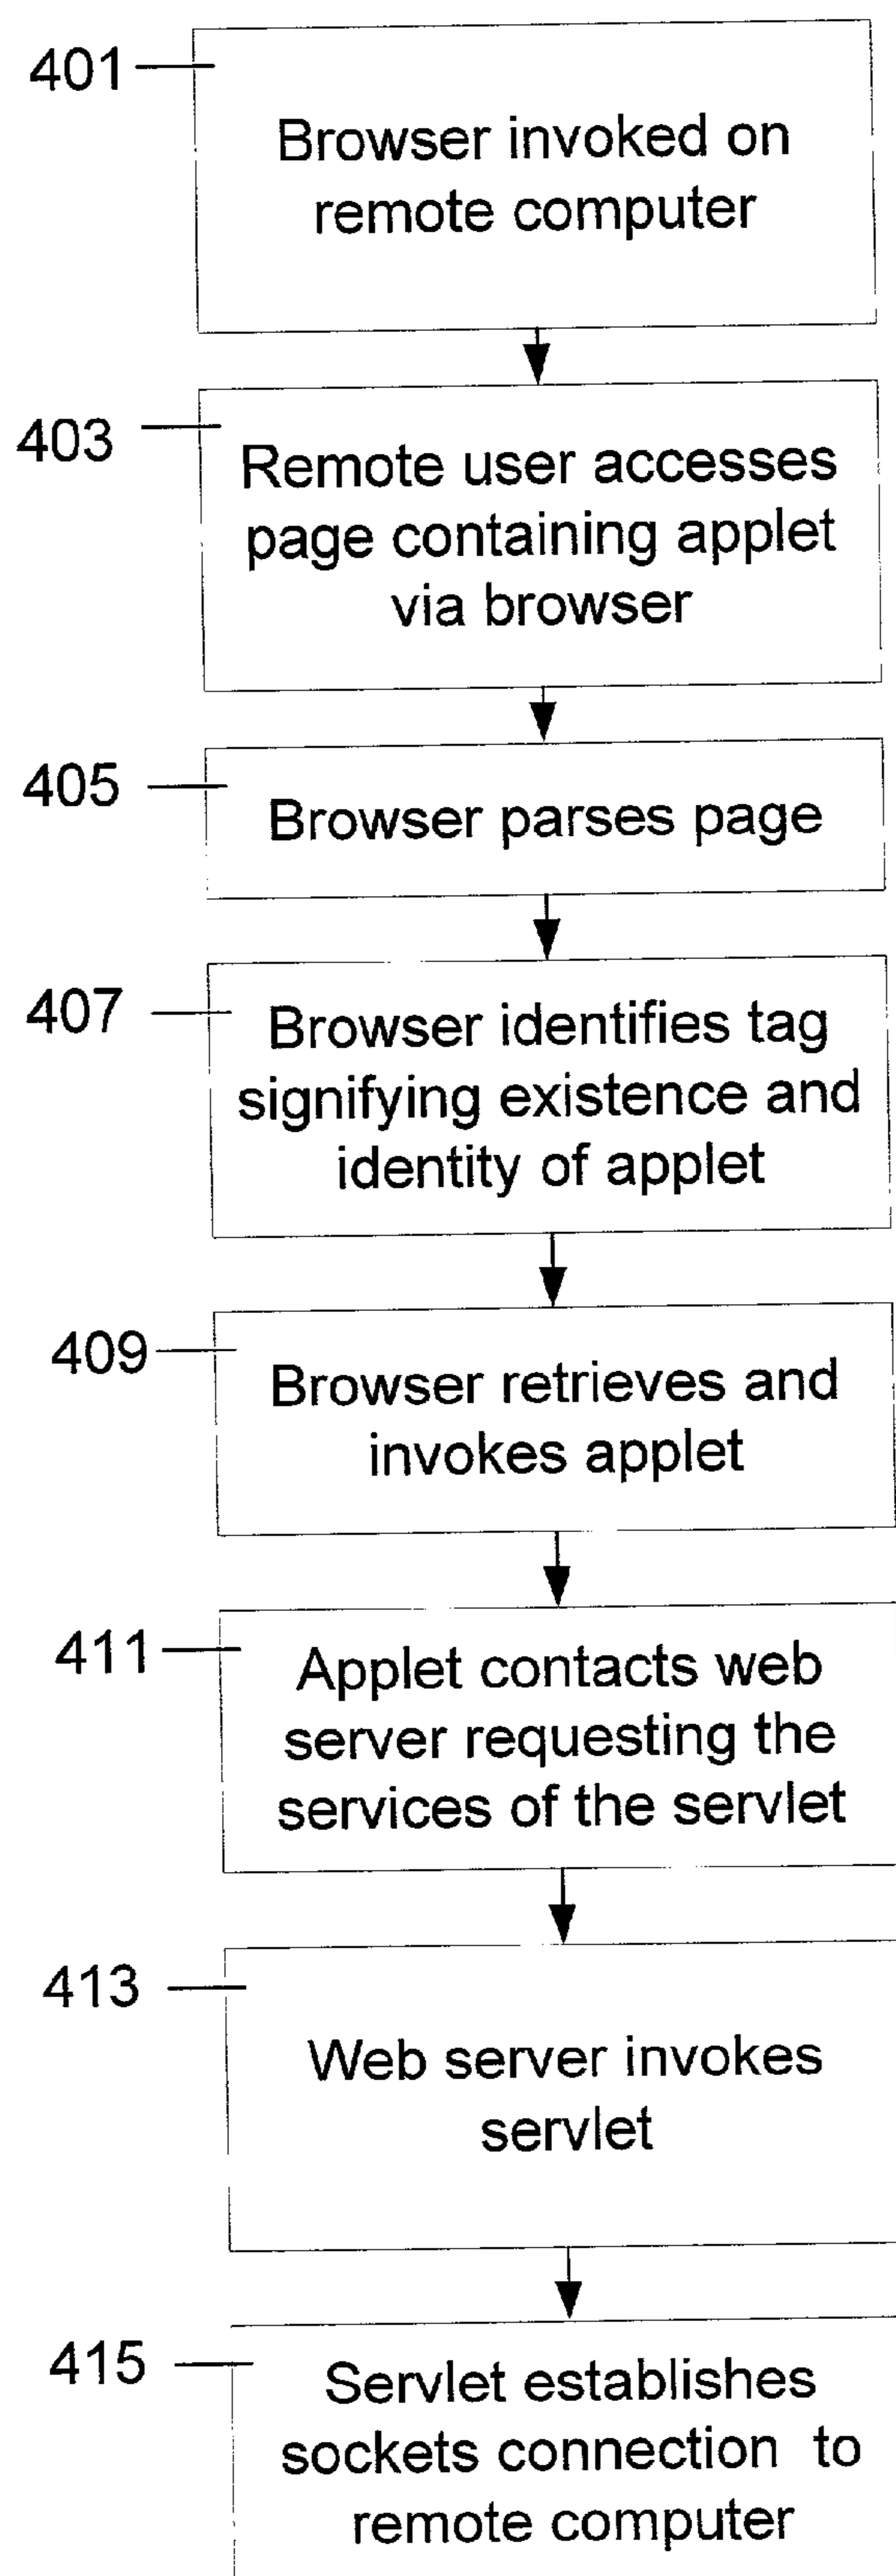 401
Browser invoked on
remote computer
403
Remote user accesses
page containing applet
via browser
405
Browser parses page
407
Browser identifies tag
signifying existence and
identity of applet
409
Browser retrieves and
invokes applet
411
Applet contacts web
server requesting the
services of the servlet
413
Web server invokes
servlet
415
Servlet establishes
sockets connection to
remote computer